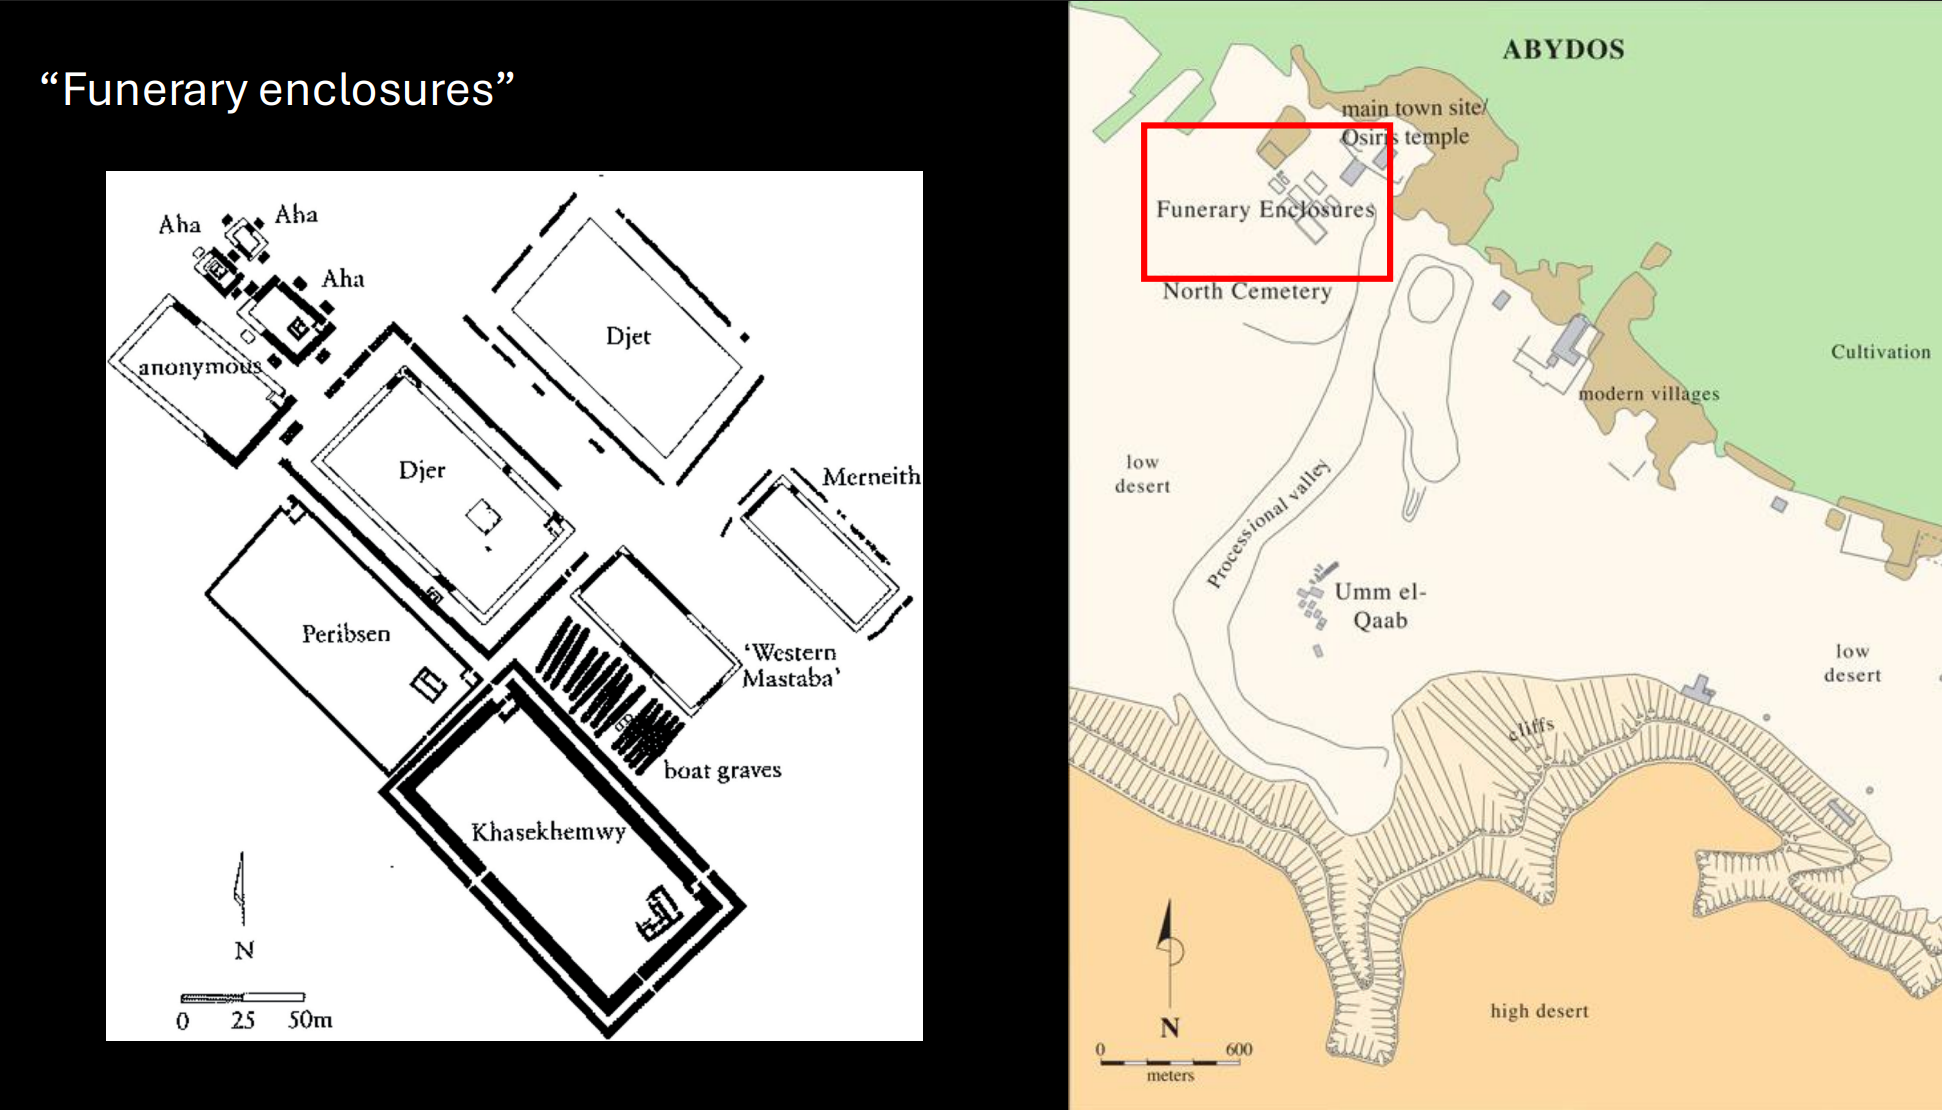 “Funerary enclosures”
Aha
Aha
Aha
anonymous
Djet
Djer
Merneith
Peribsen
‘Western
Mastaba’
boat graves
Khasekhemwy
N
0 25 50m
ABYDOS
main town site/
Osiris temple
Funerary Enclosures
North Cemetery
Cultivation
modern villages
low
desert
Processional valley
Umm el-
Qaab
low
desert
cliffs
high desert
N
0 600
meters